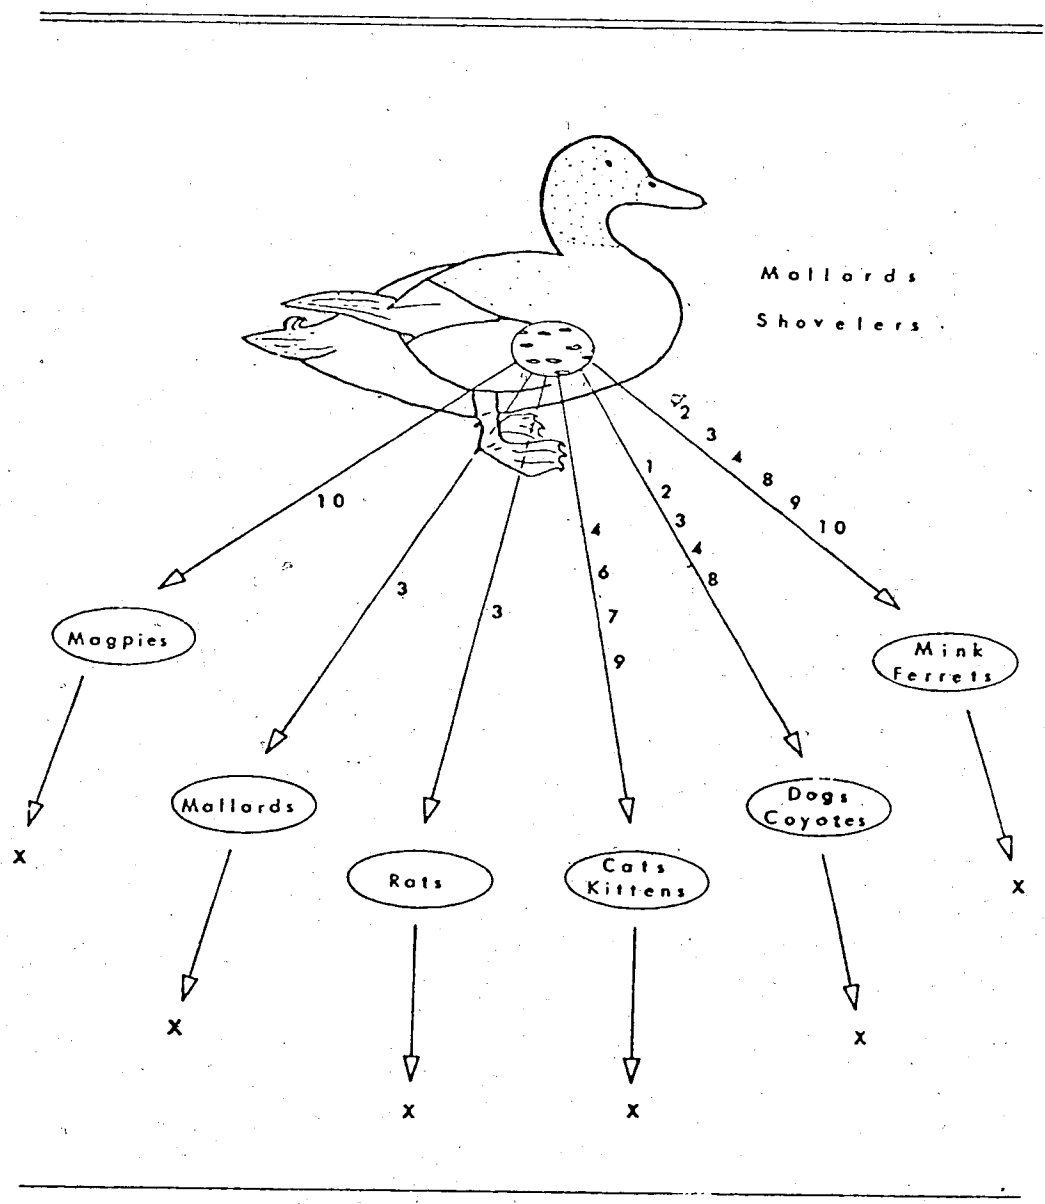 Mallards
Shovelers
2
3
4
8
9
10
1
2
3
4
8
4
6
7
9
3
3
10
Magpies
Mallards
Rats
Cats
Kittens
Dogs
Coyotes
Mink
Ferrets
x
x
x
x
x
x